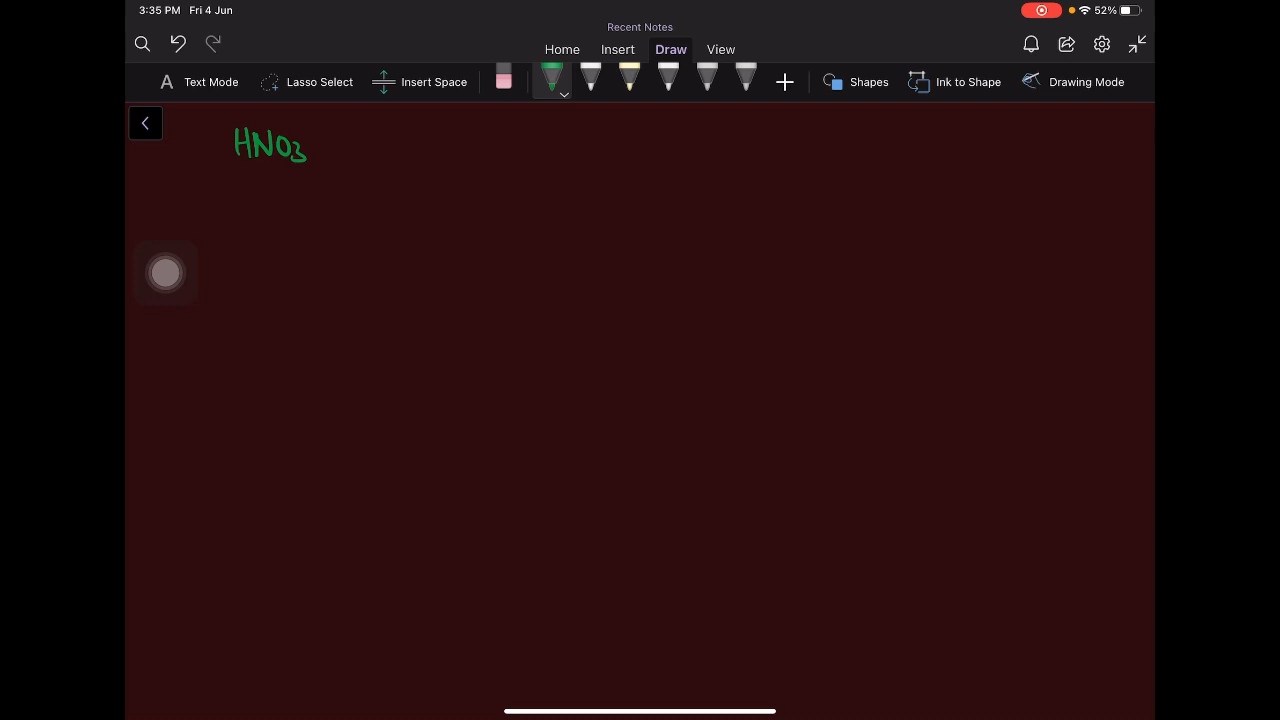 3:35 PM Fri 4 Jun 52%
Recent Notes
Home Insert Draw View
A Text Mode Lasso Select Insert Space Shapes Ink to Shape Drawing Mode
HNO3